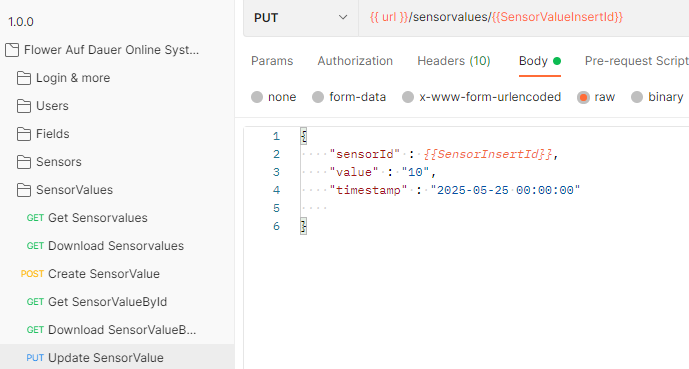 1.0.0
Flower Auf Dauer Online Syst...
Login & more
Users
Fields
Sensors
SensorValues
GET Get Sensorvalues
GET Download Sensorvalues
POST Create SensorValue
GET Get SensorValueById
GET Download SensorValueB...
PUT Update SensorValue
PUT {{ url }}/sensorvalues/{{SensorValueInsertId}}
Params Authorization Headers (10) Body Pre-request Script
none form-data x-www-form-urlencoded raw binary
1 {
2 "sensorId" : {{SensorInsertId}},
3 "value" : "10",
4 "timestamp" : "2025-05-25 00:00:00"
5
6 }